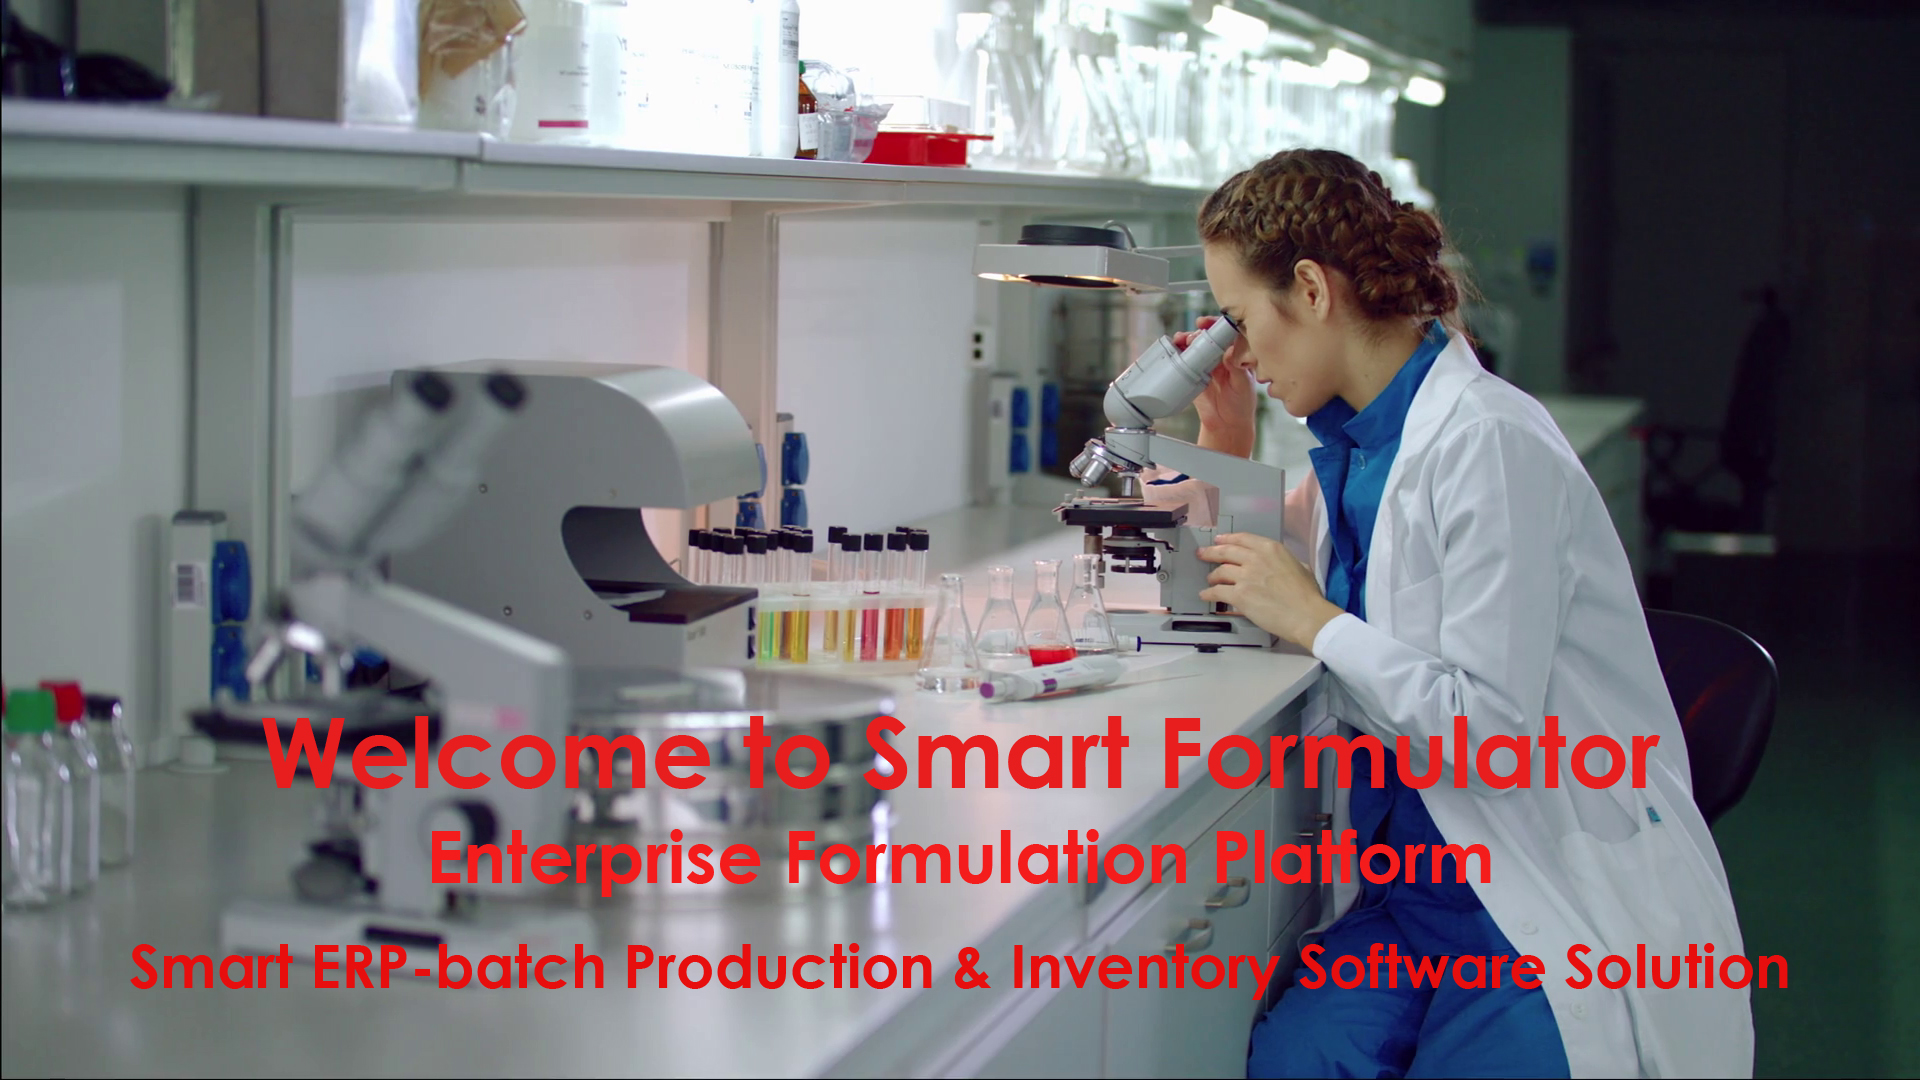 Welcome to Smart Formulator
Enterprise Formulation Platform
Smart ERP-batch Production & Inventory Software Solution